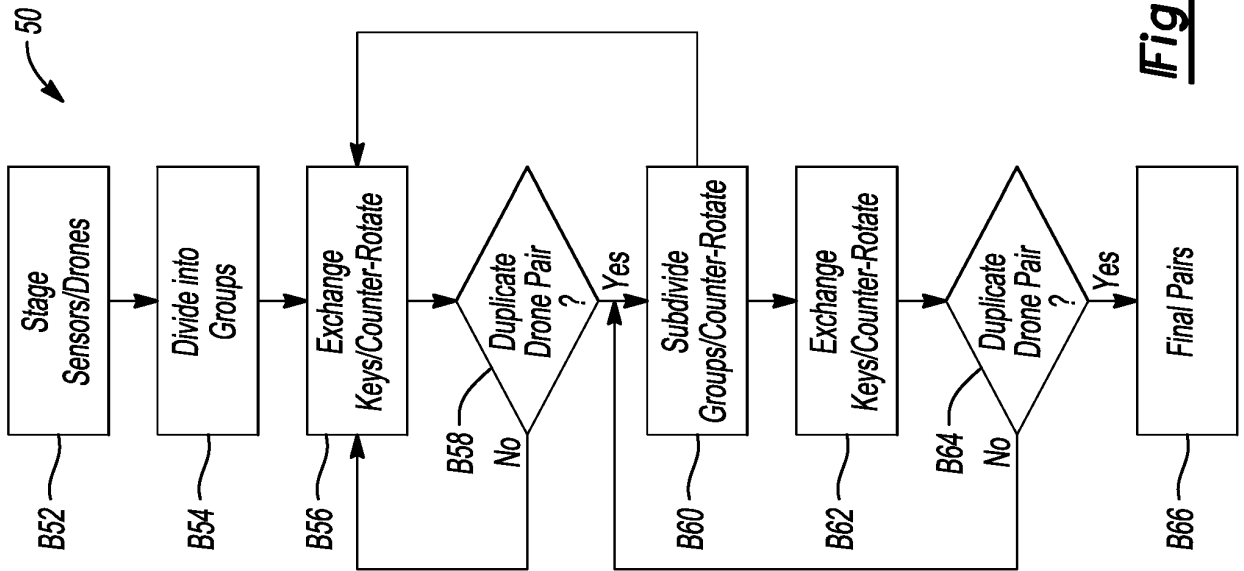 50
B52
Stage
Sensors/Drones
B54
Divide into
Groups
B56
Exchange
Keys/Counter-Rotate
B58
Duplicate
Drone Pair
?
No
Yes
B60
Subdivide
Groups/Counter-Rotate
B62
Exchange
Keys/Counter-Rotate
B64
Duplicate
Drone Pair
?
No
Yes
B66
Final Pairs
Fig